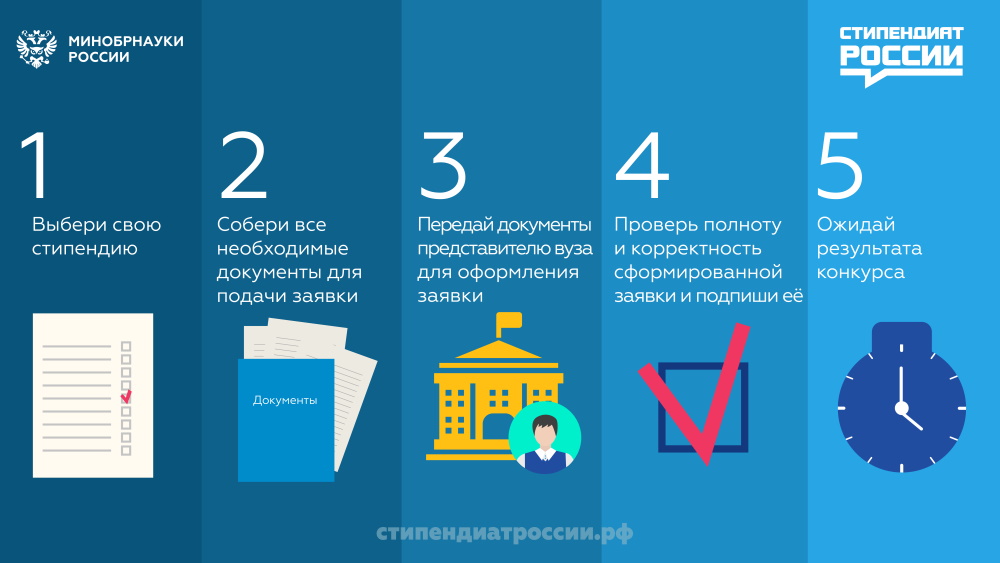 МИНОБРНАУКИ
РОССИИ
СТИПЕНДИАТ
РОССИИ
1
Выбери свою
стипендию
2
Собери все
необходимые
документы для
подачи заявки
Документы
3
Передай документы
представителю вуза
для оформления
заявки
4
Проверь полноту
и корректность
сформированной
заявки и подпиши её
5
Ожидай
результата
конкурса
стипендиатроссии.рф